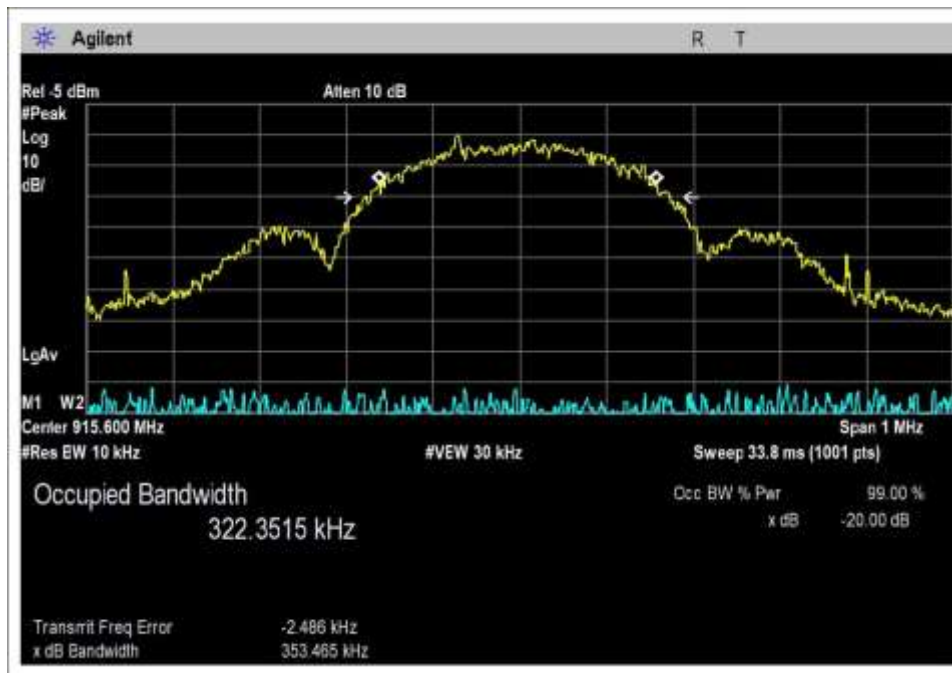 Agilent R T
Ref -5 dBm Atten 10 dB
#Peak
Log
10
dB/
LgAv
M1 W2
Center 915.600 MHz Span 1 MHz
#Res BW 10 kHz #VBW 30 kHz Sweep 33.8 ms (1001 pts)
Occupied Bandwidth Occ BW % Pwr 99.00 %
322.3515 kHz x dB -20.00 dB
Transmit Freq Error -2.486 kHz
x dB Bandwidth 353.465 kHz